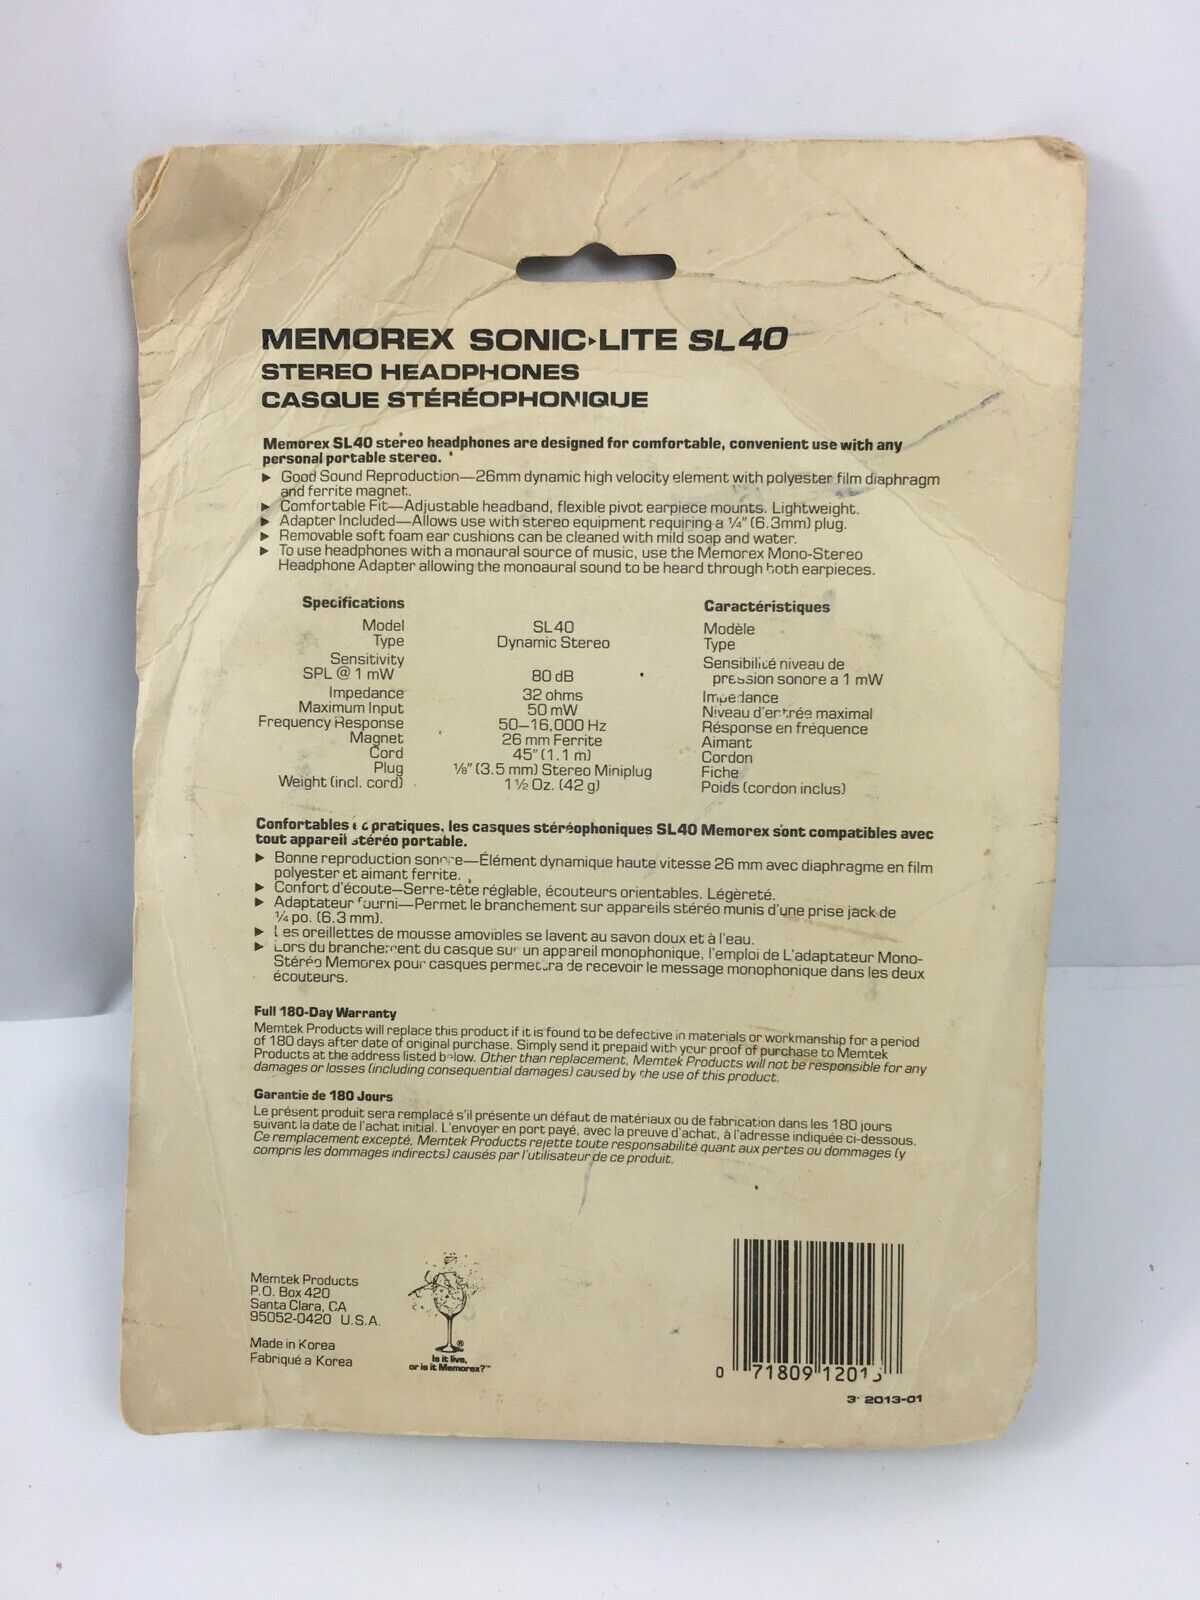 MEMOREX SONIC▸LITE SL40
STEREO HEADPHONES
CASQUE STÉRÉOPHONIQUE
Memorex SL40 stereo headphones are designed for comfortable, convenient use with any
personal portable stereo.
▶ Good Sound Reproduction—26mm dynamic high velocity element with polyester film diaphragm
and ferrite magnet.
▶ Comfortable Fit—Adjustable headband, flexible pivot earpiece mounts. Lightweight.
▶ Adapter Included—Allows use with stereo equipment requiring a ¼" (6.3mm) plug.
▶ Removable soft foam ear cushions can be cleaned with mild soap and water.
▶ To use headphones with a monaural source of music, use the Memorex Mono-Stereo
Headphone Adapter allowing the monoaural sound to be heard through both earpieces.
Specifications Caractéristiques
Model SL40 Modèle
Type Dynamic Stereo Type
Sensitivity Sensibilité niveau de
SPL @ 1 mW 80 dB pression sonore a 1 mW
Impedance 32 ohms Impedance
Maximum Input 50 mW Niveau d'entrée maximal
Frequency Response 50–16,000 Hz Résponse en fréquence
Magnet 26 mm Ferrite Aimant
Cord 45" (1.1 m) Cordon
Plug ⅛" (3.5 mm) Stereo Miniplug Fiche
Weight (incl. cord) 1½ Oz. (42 g) Poids (cordon inclus)
Confortables pratiques, les casques stéréophoniques SL40 Memorex sont compatibles avec
tout appareil stéréo portable.
▶ Bonne reproduction sonore—Élément dynamique haute vitesse 26 mm avec diaphragme en film
polyester et aimant ferrite.
▶ Confort d'écoute—Serre-tête réglable, écouteurs orientables. Légèreté.
▶ Adaptateur fourni—Permet le branchement sur appareils stéréo munis d'une prise jack de
¼ po. (6,3 mm).
▶ Les oreillettes de mousse amovibles se lavent au savon doux et à l'eau.
▶ Lors du branchement du casque sur un appareil monophonique, l'emploi de L'adaptateur Mono-
Stéréo Memorex pour casques permettra de recevoir le message monophonique dans les deux
écouteurs.
Full 180-Day Warranty
Memtek Products will replace this product if it is found to be defective in materials or workmanship for a period
of 180 days after date of original purchase. Simply send it prepaid with your proof of purchase to Memtek
Products at the address listed below. Other than replacement, Memtek Products will not be responsible for any
damages or losses (including consequential damages) caused by the use of this product.
Garantie de 180 Jours
Le présent produit sera remplacé s'il présente un défaut de matériaux ou de fabrication dans les 180 jours
suivant la date de l'achat initial. L'envoyer en port payé, avec la preuve d'achat, à l'adresse indiquée ci-dessous.
Ce remplacement excepté, Memtek Products rejette toute responsabilité quant aux pertes ou dommages (y
compris les dommages indirects) causés par l'utilisateur de ce produit.
Memtek Products
P.O. Box 420
Santa Clara, CA
95052-0420 U.S.A.
Made in Korea
Fabriqué a Korea
®
Is it live,
or is it Memorex?™
0 71809 12013
2013-01